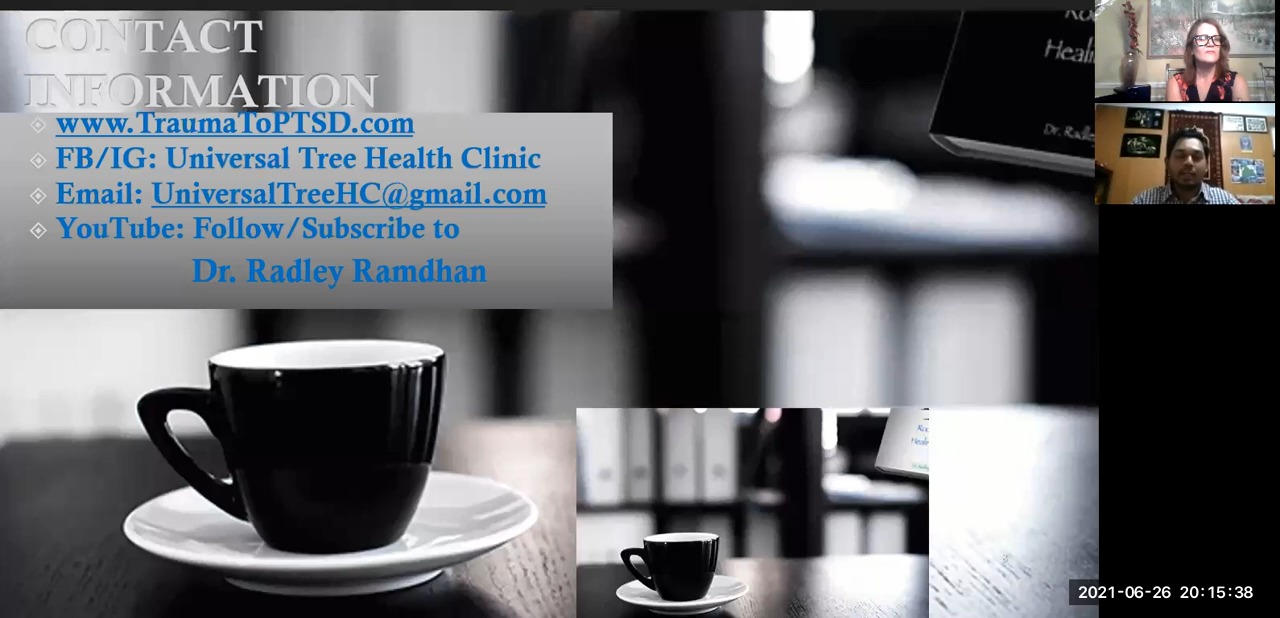 CONTACT
INFORMATION
www.TraumaToPTSD.com
FB/IG: Universal Tree Health Clinic
Email: UniversalTreeHC@gmail.com
YouTube: Follow/Subscribe to
Dr. Radley Ramdhan
2021-06-26 20:15:38